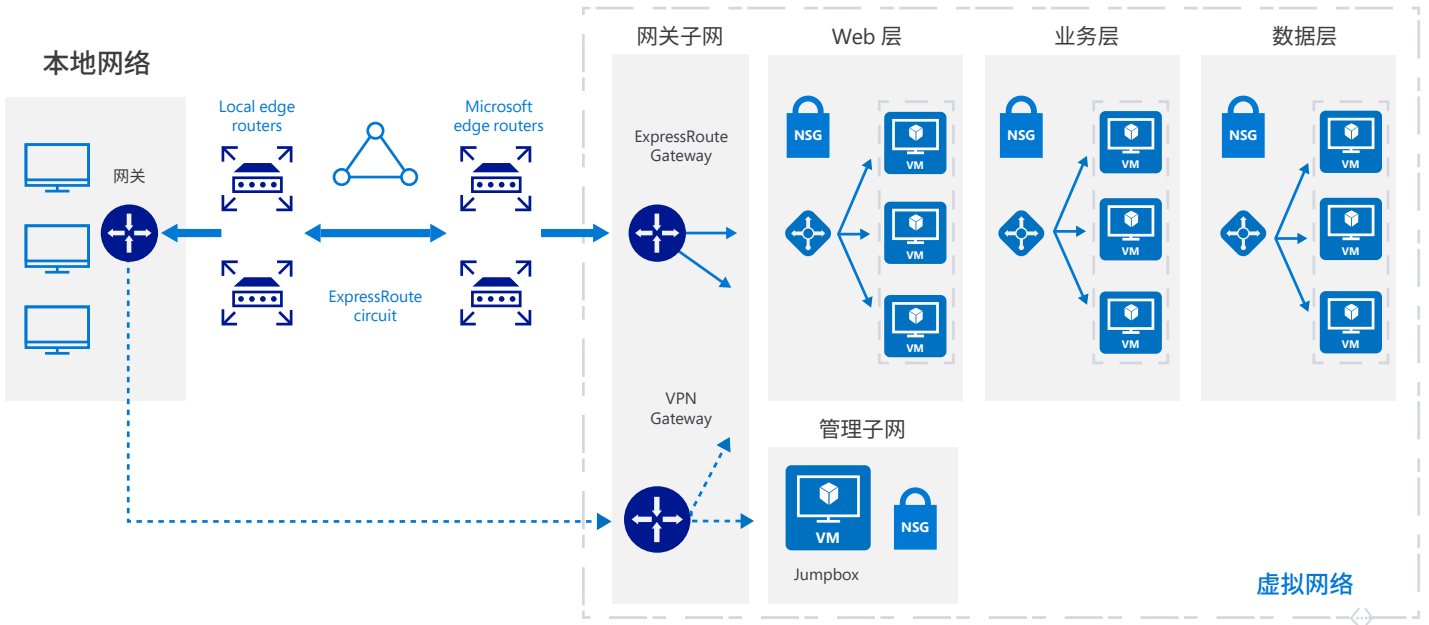 本地网络
网关
Local edge
routers
Microsoft
edge routers
ExpressRoute
circuit
网关子网
ExpressRoute
Gateway
VPN
Gateway
Web 层
NSG
VM
VM
VM
业务层
NSG
VM
VM
VM
数据层
NSG
VM
VM
VM
管理子网
VM
NSG
Jumpbox
虚拟网络